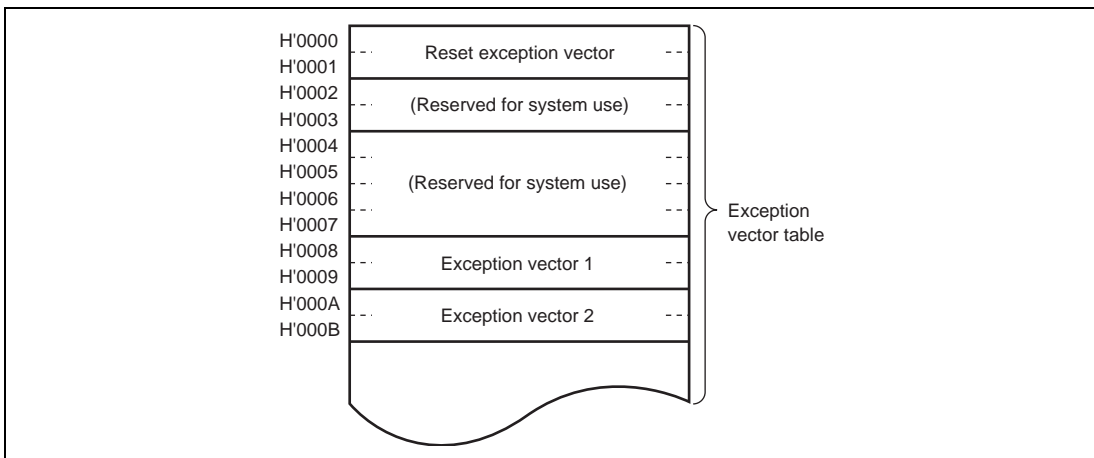 H'0000
H'0001
Reset exception vector
H'0002
H'0003
(Reserved for system use)
H'0004
H'0005
H'0006
H'0007
(Reserved for system use)
H'0008
H'0009
Exception vector 1
H'000A
H'000B
Exception vector 2
Exception
vector table